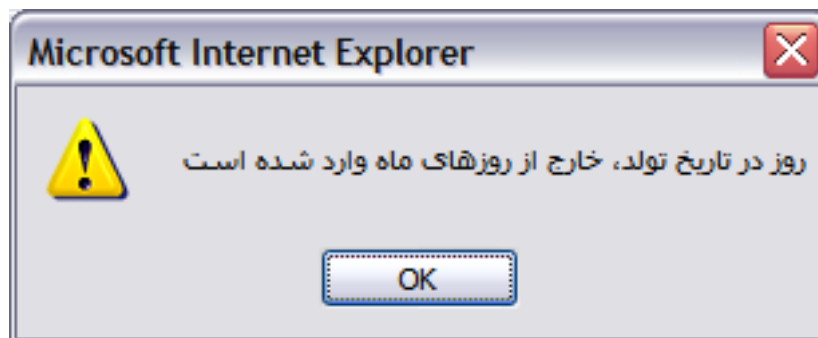 Microsoft Internet Explorer
روز در تاریخ تولد، خارج از روزهای ماه وارد شده است
OK